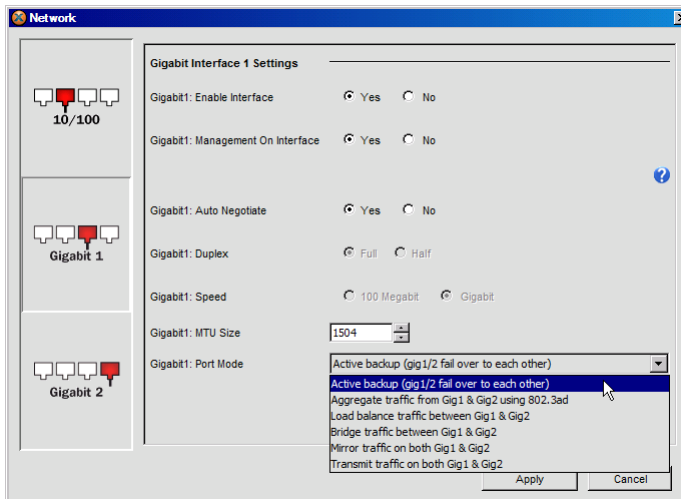 Network
10/100
Gigabit 1
Gigabit 2
Gigabit Interface 1 Settings
Gigabit1: Enable Interface Yes No
Gigabit1: Management On Interface Yes No
?
Gigabit1: Auto Negotiate Yes No
Gigabit1: Duplex Full Half
Gigabit1: Speed 100 Megabit Gigabit
Gigabit1: MTU Size 1504
Gigabit1: Port Mode Active backup (gig1/2 fail over to each other)
Active backup (gig1/2 fail over to each other)
Aggregate traffic from Gig1 & Gig2 using 802.3ad
Load balance traffic between Gig1 & Gig2
Bridge traffic between Gig1 & Gig2
Mirror traffic on both Gig1 & Gig2
Transmit traffic on both Gig1 & Gig2
Apply Cancel